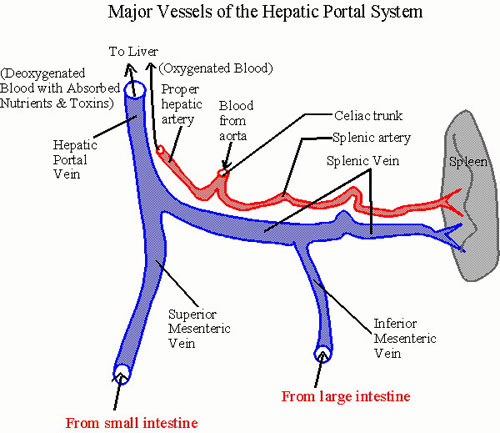 Major Vessels of the Hepatic Portal System
To Liver
(Deoxygenated
Blood with Absorbed
Nutrients & Toxins)
(Oxygenated Blood)
Proper
hepatic
artery
Blood
from
aorta
Celiac trunk
Splenic artery
Splenic Vein
Spleen
Hepatic
Portal
Vein
Superior
Mesenteric
Vein
Inferior
Mesenteric
Vein
From small intestine
From large intestine